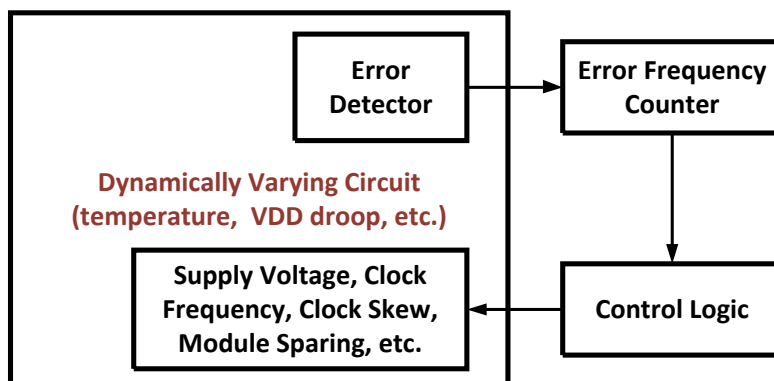 Error
Detector
Error Frequency
Counter
Dynamically Varying Circuit
(temperature, VDD droop, etc.)
Supply Voltage, Clock
Frequency, Clock Skew,
Module Sparing, etc.
Control Logic